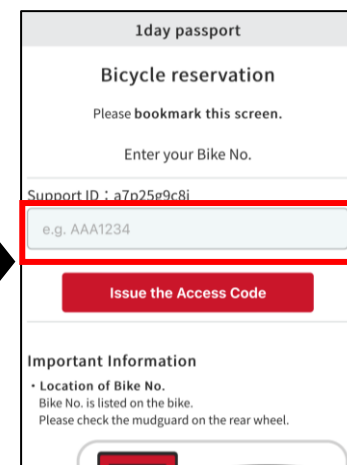 1day passport
Bicycle reservation
Please bookmark this screen.
Enter your Bike No.
Support ID：a7p25g9c8i
e.g. AAA1234
Issue the Access Code
Important Information
・Location of Bike No.
Bike No. is listed on the bike.
Please check the mudguard on the rear wheel.